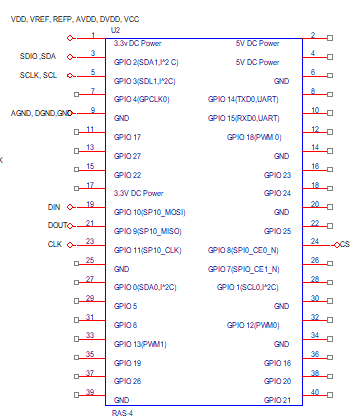 VDD, VREF, REFP, AVDD, DVDD, VCC
U2
1 3.3v DC Power 5V DC Power 2
SDIO ,SDA 3 GPIO 2(SDA1,I^2 C) 5V DC Power 4
SCLK, SCL 5 GPIO 3(SDL1,I^2C) GND 6
7 GPIO 4(GPCLK0) GPIO 14(TXD0,UART) 8
AGND, DGND,GND 9 GND GPIO 15(RXD0,UART) 10
11 GPIO 17 GPIO 18(PWM 0) 12
13 GPIO 27 GND 14
15 GPIO 22 GPIO 23 16
17 3.3V DC Power GPIO 24 18
DIN 19 GPIO 10(SP10_MOSI) GND 20
DOUT 21 GPIO 9(SP10_MISO) GPIO 25 22
CLK 23 GPIO 11(SP10_CLK) GPIO 8(SPI0_CE0_N) 24 CS
25 GND GPIO 7(SPI0_CE1_N) 26
27 GPIO 0(SDA0,I^2C) GPIO 1(SCL0,I^2C) 28
29 GPIO 5 GND 30
31 GPIO 6 GPIO 12(PWM0) 32
33 GPIO 13(PWM1) GND 34
35 GPIO 19 GPIO 16 36
37 GPIO 26 GPIO 20 38
39 GND GPIO 21 40
RAS-4